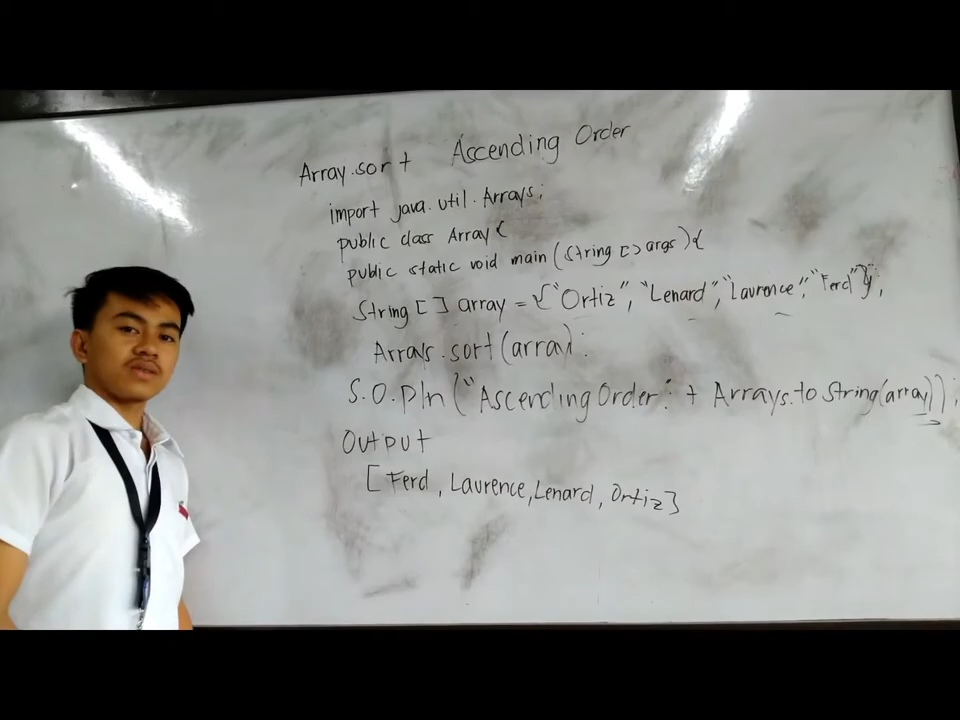 Array.sort Ascending Order
import java.util.Arrays;
public class Array{
public static void main (String [] args){
String [] array = {"Ortiz", "Lenard", "Laurence", "Ferd"};
Arrays.sort(array);
S.O.Pln ("Ascending Order:" + Arrays.toString(array));
Output
[Ferd, Laurence, Lenard, Ortiz]